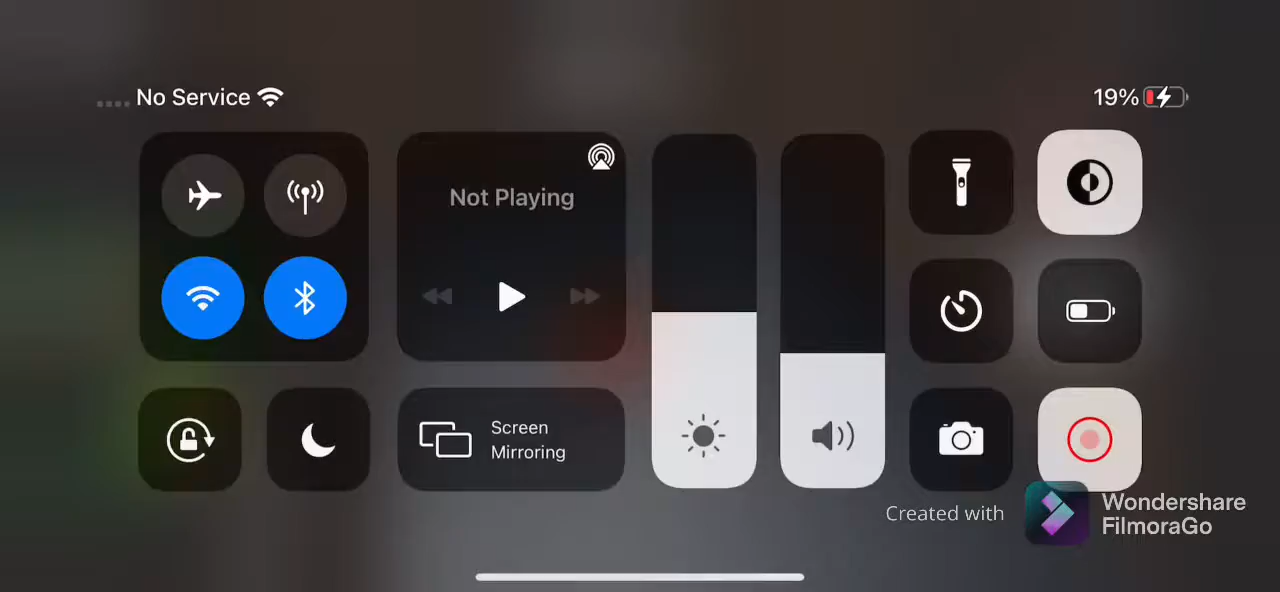 No Service
19%
Not Playing
Screen
Mirroring
Created with
Wondershare
FilmoraGo